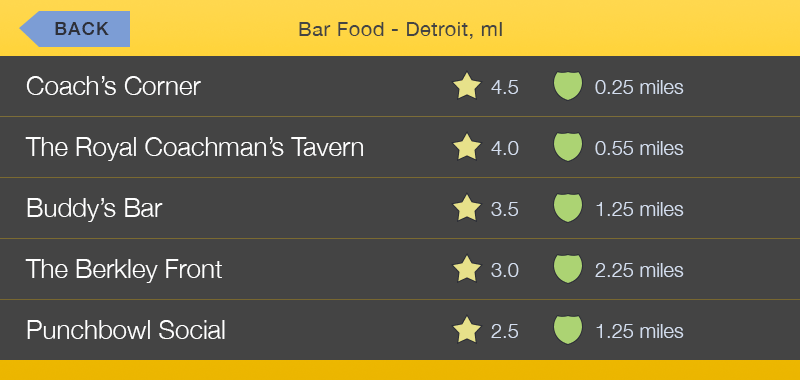 BACK
Bar Food - Detroit, mI
Coach’s Corner 4.5 0.25 miles
The Royal Coachman’s Tavern 4.0 0.55 miles
Buddy’s Bar 3.5 1.25 miles
The Berkley Front 3.0 2.25 miles
Punchbowl Social 2.5 1.25 miles